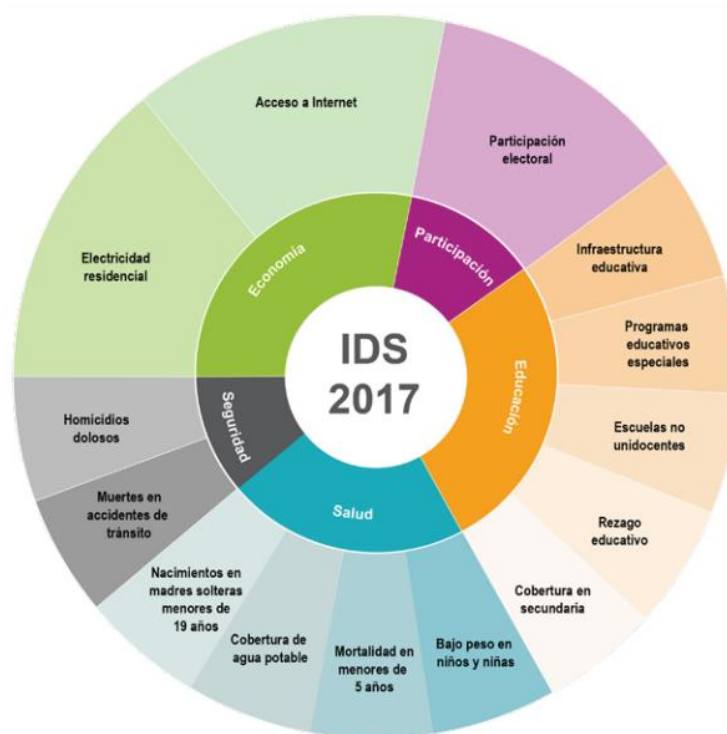 Acceso a Internet
Participación
electoral
Electricidad
residencial
Economía
Participación
Infraestructura
educativa
Programas
educativos
especiales
IDS
2017
Educación
Escuelas no
unidocentes
Homicidios
dolosos
Seguridad
Muertes en
accidentes de
tránsito
Salud
Rezago
educativo
Nacimientos en
madres solteras
menores de
19 años
Cobertura de
agua potable
Mortalidad en
menores de
5 años
Bajo peso en
niños y niñas
Cobertura en
secundaria